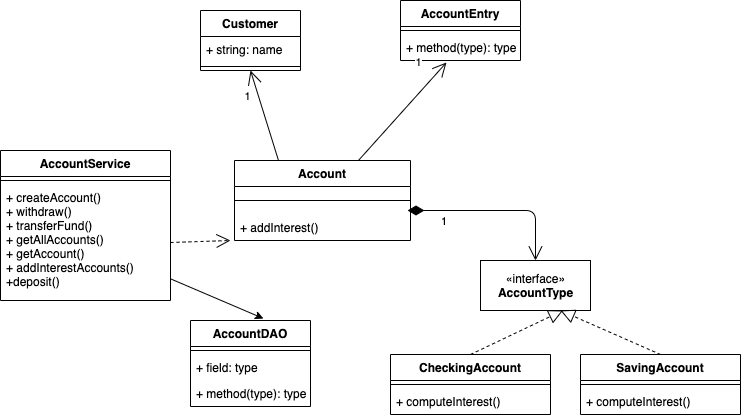 Customer
+ string: name
1
AccountEntry
+ method(type): type
1
AccountService
+ createAccount()
+ withdraw()
+ transferFund()
+ getAllAccounts()
+ getAccount()
+ addInterestAccounts()
+deposit()
Account
+ addInterest()
1
«interface»
AccountType
AccountDAO
+ field: type
+ method(type): type
CheckingAccount
+ computeInterest()
SavingAccount
+ computeInterest()